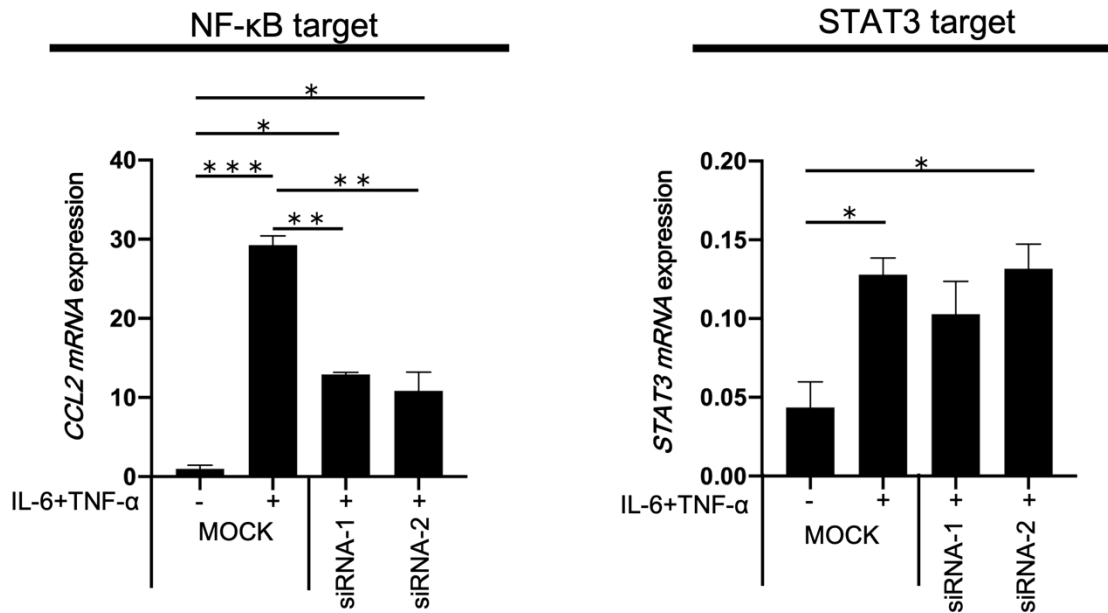 NF-κB target
*
*
* * *
* *
* *
CCL2 mRNA expression
40
30
20
10
0
IL-6+TNF-α
- + + +
MOCK
siRNA-1
siRNA-2
STAT3 target
*
*
STAT3 mRNA expression
0.20
0.15
0.10
0.05
0.00
IL-6+TNF-α
- + + +
MOCK
siRNA-1
siRNA-2